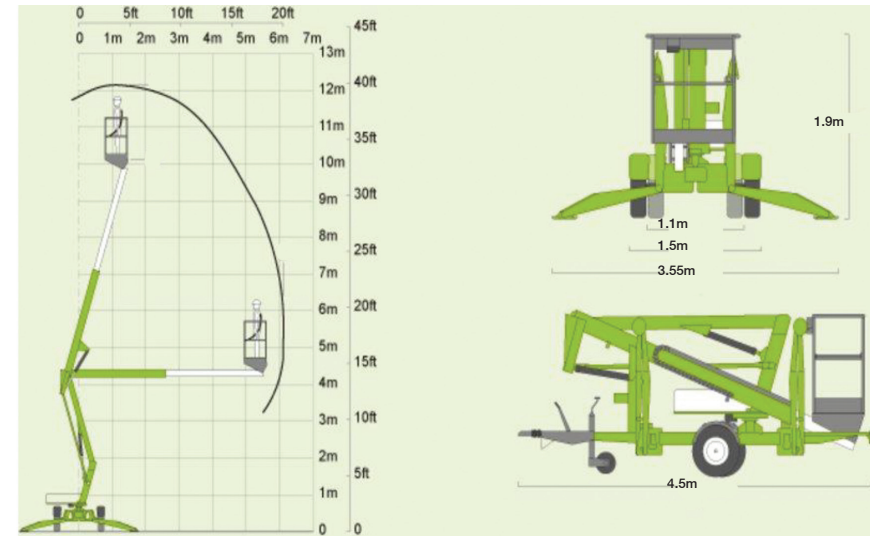 0 5ft 10ft 15ft 20ft
0 1m 2m 3m 4m 5m 6m 7m
45ft
13m
12m 40ft
11m
35ft
10m
9m 30ft
8m
25ft
7m
6m 20ft
5m
15ft
4m
3m 10ft
2m
5ft
1m
0 0
1.9m
1.1m
1.5m
3.55m
4.5m